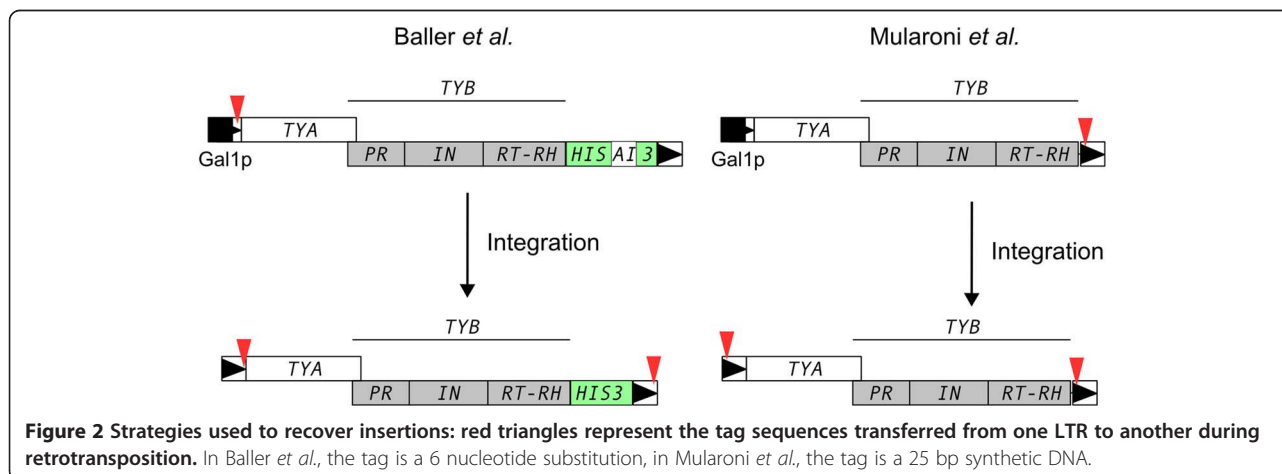 Baller et al.
Mularoni et al.
TYB
TYB
TYA
TYA
Gal1p
PR
IN
RT-RH
HIS
AI
3
Gal1p
PR
IN
RT-RH
Integration
Integration
TYB
TYB
TYA
TYA
PR
IN
RT-RH
HIS3
PR
IN
RT-RH
Figure 2 Strategies used to recover insertions: red triangles represent the tag sequences transferred from one LTR to another during
retrotransposition. In Baller et al., the tag is a 6 nucleotide substitution, in Mularoni et al., the tag is a 25 bp synthetic DNA.